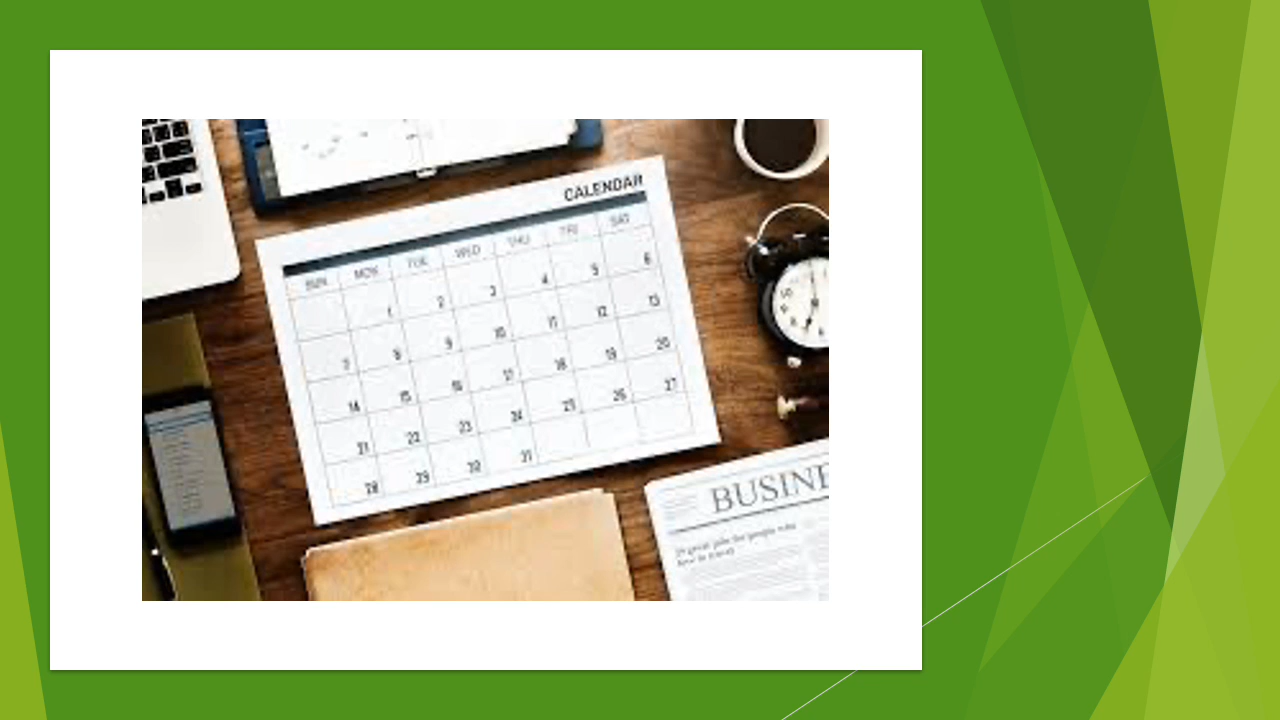 CALENDAR
SUN MON TUE WED THU FRI SAT
1 2 3 4 5 6
7 8 9 10 11 12 13
14 15 16 17 18 19 20
21 22 23 24 25 26 27
28 29 30 31
BUSINE